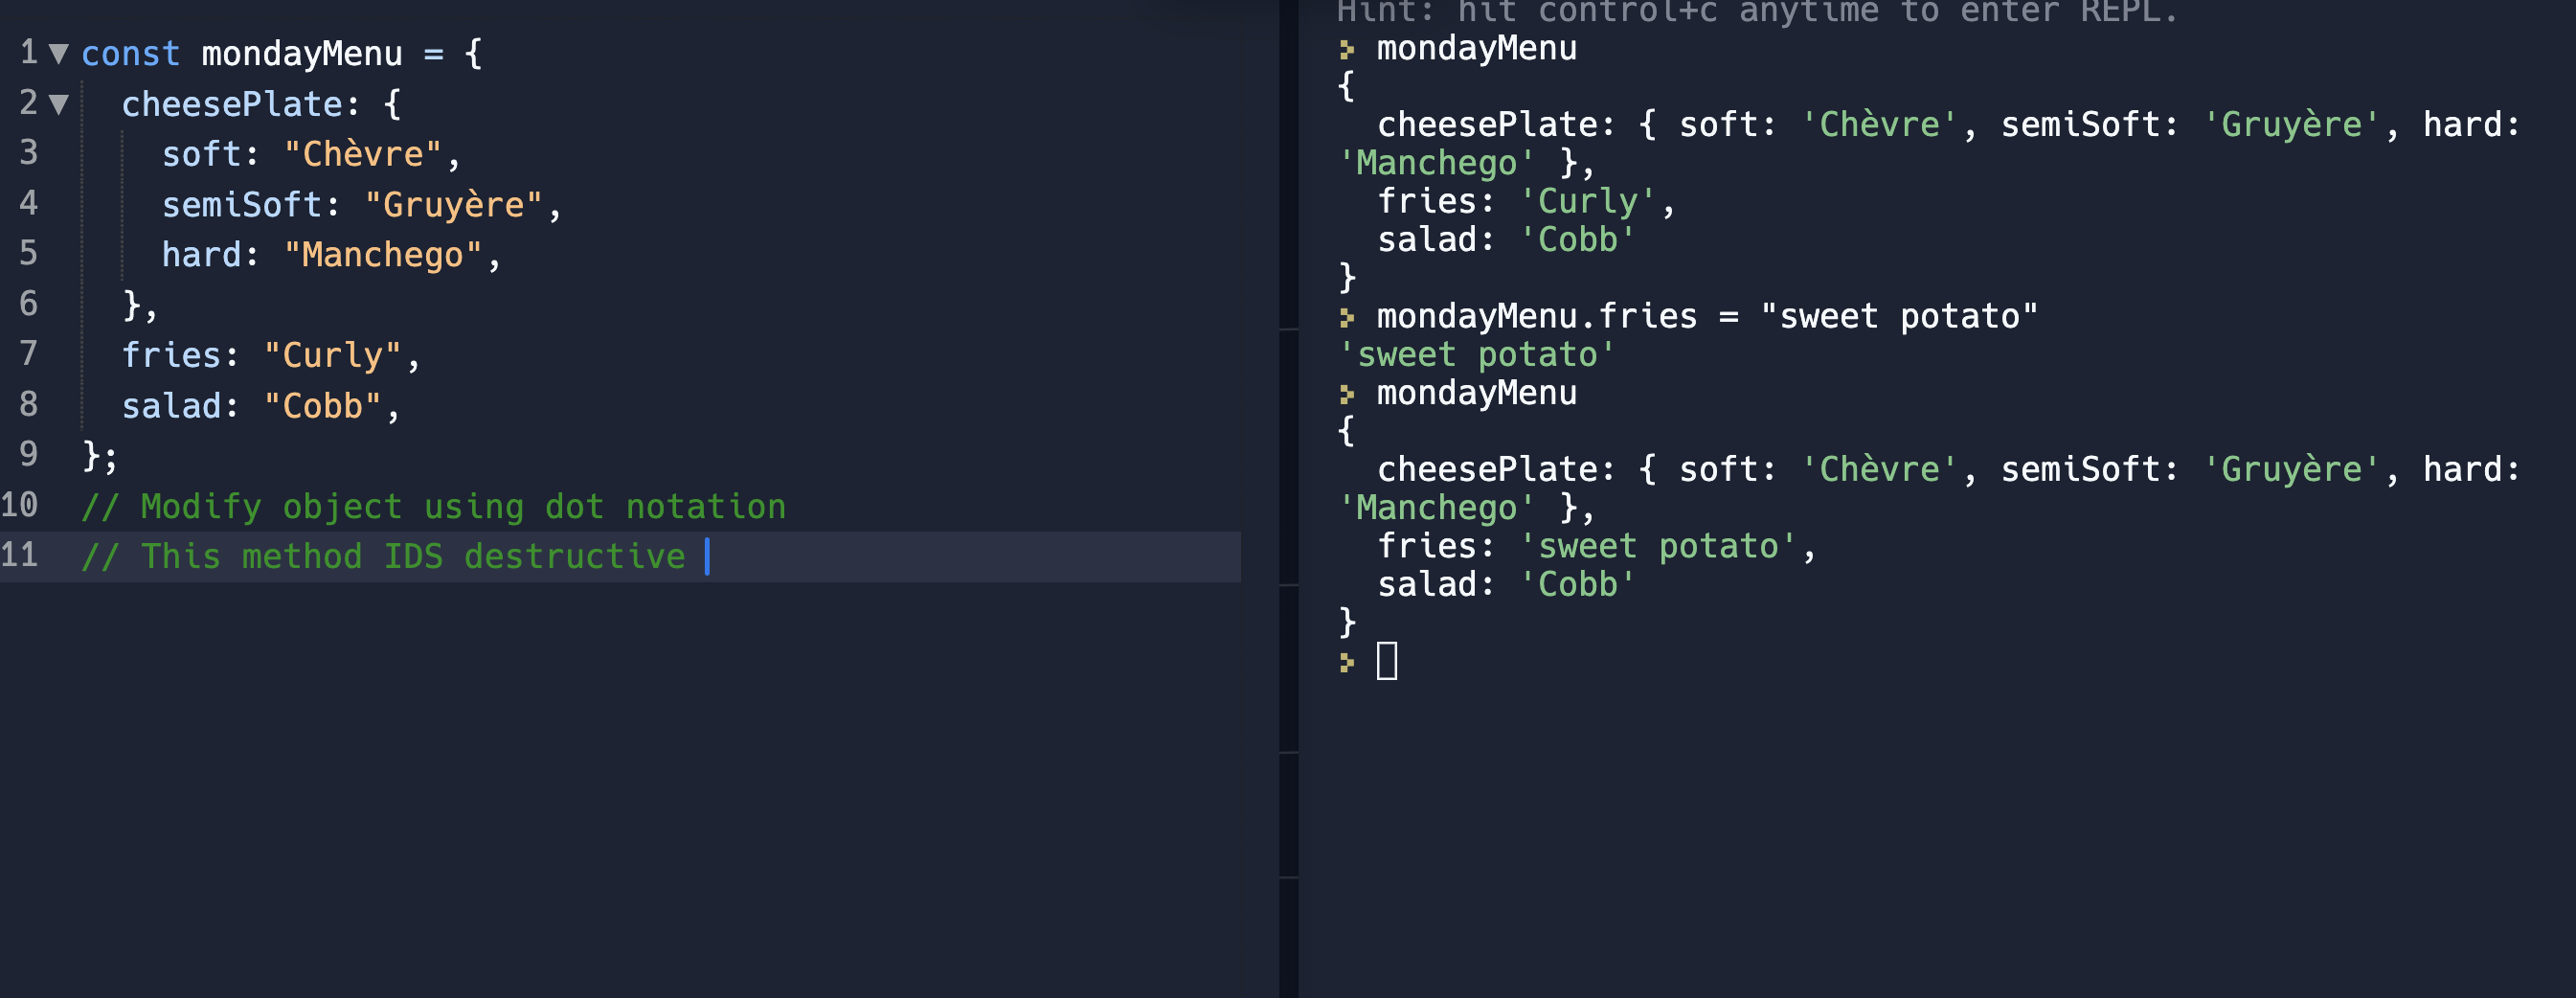 1 ▼ const mondayMenu = {
2 ▼ cheesePlate: {
3 soft: "Chèvre",
4 semiSoft: "Gruyère",
5 hard: "Manchego",
6 },
7 fries: "Curly",
8 salad: "Cobb",
9 };
10 // Modify object using dot notation
11 // This method IDS destructive
Hint: hit control+c anytime to enter REPL.
> mondayMenu
{
cheesePlate: { soft: 'Chèvre', semiSoft: 'Gruyère', hard:
'Manchego' },
fries: 'Curly',
salad: 'Cobb'
}
> mondayMenu.fries = "sweet potato"
'sweet potato'
> mondayMenu
{
cheesePlate: { soft: 'Chèvre', semiSoft: 'Gruyère', hard:
'Manchego' },
fries: 'sweet potato',
salad: 'Cobb'
}
>